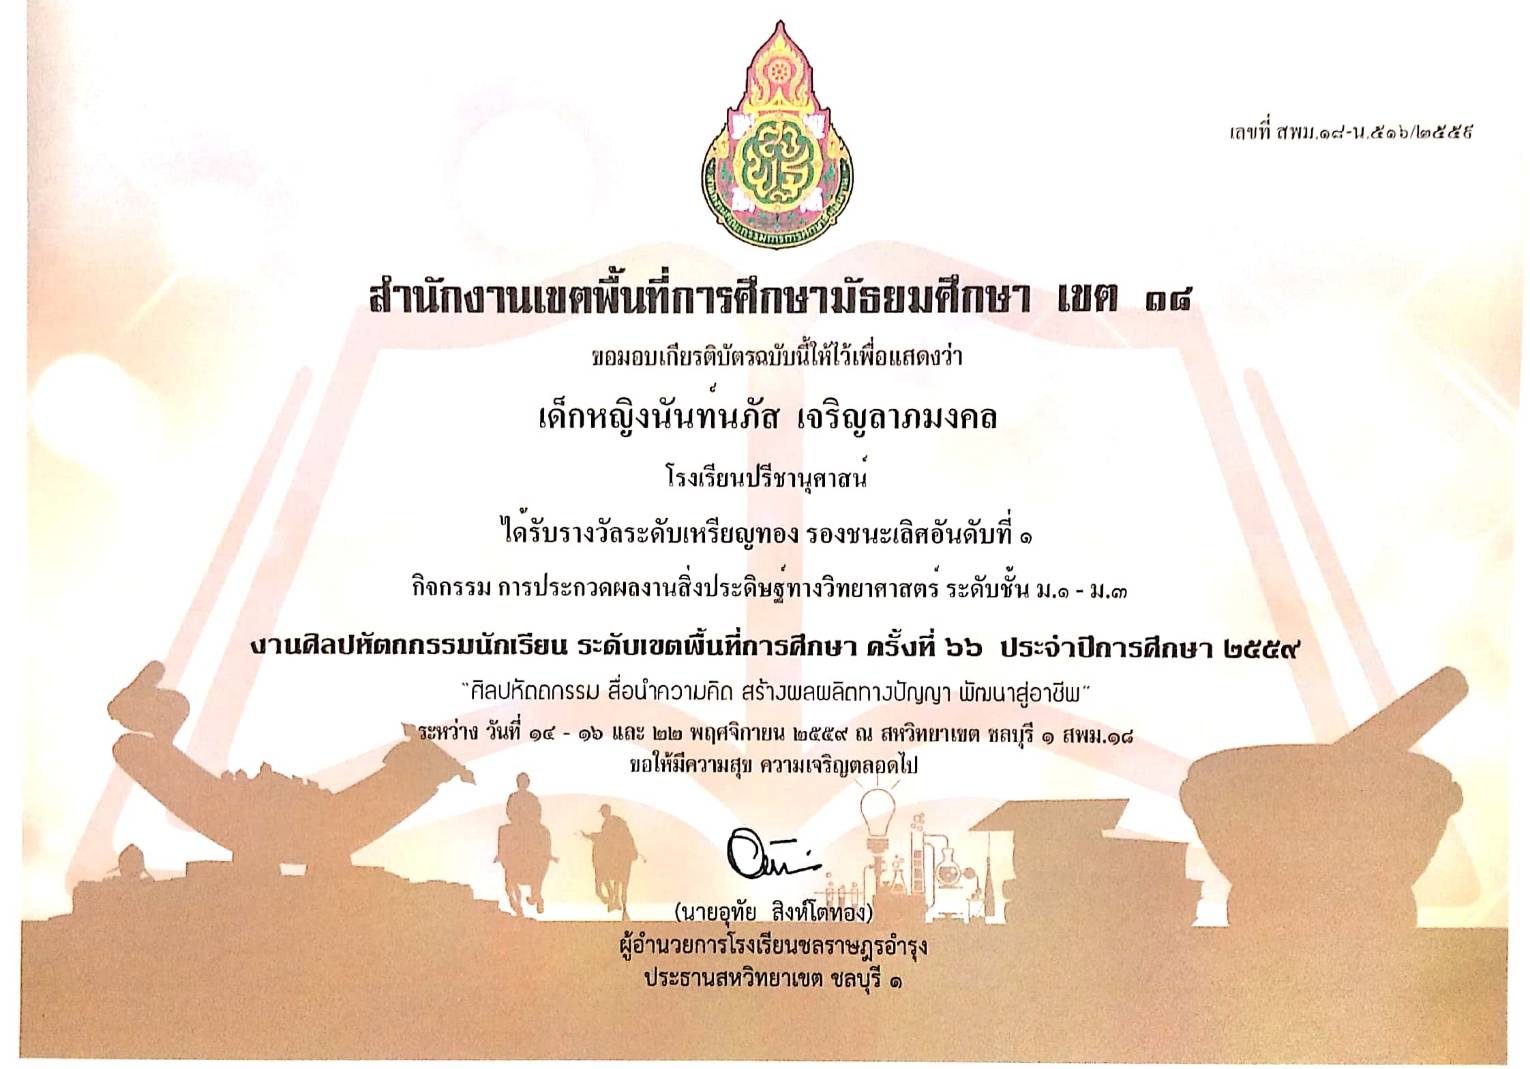 เลขที่ สพม.๑๘-น.๕๑๖/๒๕๕๙
สำนักงานเขตพื้นที่การศึกษามัธยมศึกษา เขต ๑๘
ขอมอบเกียรติบัตรฉบับนี้ให้ไว้เพื่อแสดงว่า
เด็กหญิงนันท์นภัส เจริญลาภมงคล
โรงเรียนปรีชานุศาสน์
ได้รับรางวัลระดับเหรียญทอง รองชนะเลิศอันดับที่ ๑
กิจกรรม การประกวดผลงานสิ่งประดิษฐ์ทางวิทยาศาสตร์ ระดับชั้น ม.๑ - ม.๓
งานศิลปหัตถกรรมนักเรียน ระดับเขตพื้นที่การศึกษา ครั้งที่ ๖๖ ประจำปีการศึกษา ๒๕๕๙
"ศิลปหัตถกรรม สื่อนำความคิด สร้างผลผลิตทางปัญญา พัฒนาสู่อาชีพ"
ระหว่าง วันที่ ๑๔ - ๑๖ และ ๒๒ พฤศจิกายน ๒๕๕๙ ณ สหวิทยาเขต ชลบุรี ๑ สพม.๑๘
ขอให้มีความสุข ความเจริญตลอดไป
(นายอุทัย สิงห์โตทอง)
ผู้อำนวยการโรงเรียนชลราษฎรอำรุง
ประธานสหวิทยาเขต ชลบุรี ๑